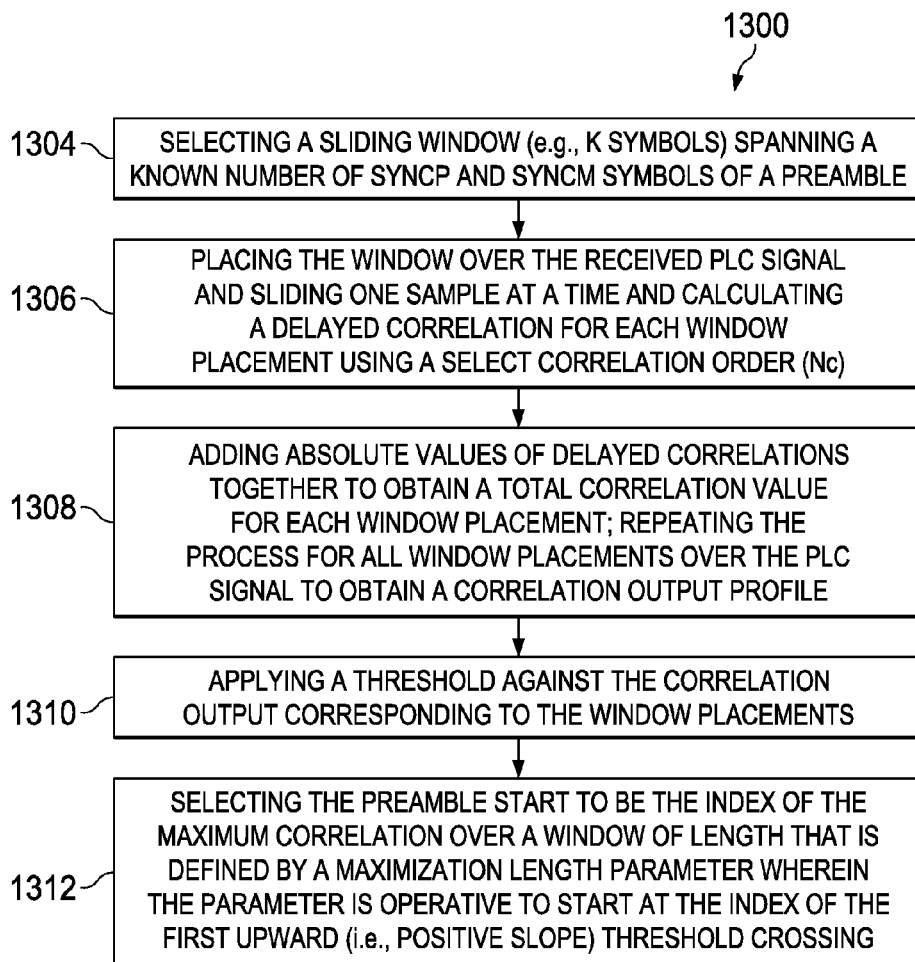 1300
1304
SELECTING A SLIDING WINDOW (e.g., K SYMBOLS) SPANNING A
KNOWN NUMBER OF SYNCP AND SYNCM SYMBOLS OF A PREAMBLE
1306
PLACING THE WINDOW OVER THE RECEIVED PLC SIGNAL
AND SLIDING ONE SAMPLE AT A TIME AND CALCULATING
A DELAYED CORRELATION FOR EACH WINDOW
PLACEMENT USING A SELECT CORRELATION ORDER (Nc)
1308
ADDING ABSOLUTE VALUES OF DELAYED CORRELATIONS
TOGETHER TO OBTAIN A TOTAL CORRELATION VALUE
FOR EACH WINDOW PLACEMENT; REPEATING THE
PROCESS FOR ALL WINDOW PLACEMENTS OVER THE PLC
SIGNAL TO OBTAIN A CORRELATION OUTPUT PROFILE
1310
APPLYING A THRESHOLD AGAINST THE CORRELATION
OUTPUT CORRESPONDING TO THE WINDOW PLACEMENTS
1312
SELECTING THE PREAMBLE START TO BE THE INDEX OF THE
MAXIMUM CORRELATION OVER A WINDOW OF LENGTH THAT IS
DEFINED BY A MAXIMIZATION LENGTH PARAMETER WHEREIN
THE PARAMETER IS OPERATIVE TO START AT THE INDEX OF THE
FIRST UPWARD (i.e., POSITIVE SLOPE) THRESHOLD CROSSING